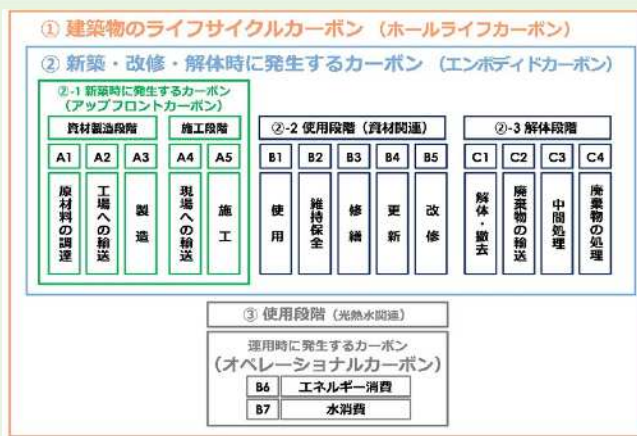 ① 建築物のライフサイクルカーボン（ホールライフカーボン）
② 新築・改修・解体時に発生するカーボン（エンボディドカーボン）
②-1 新築時に発生するカーボン
（アップフロントカーボン）
資材製造段階
施工段階
②-2 使用段階（資材関連）
②-3 解体段階
A1 A2 A3 A4 A5 B1 B2 B3 B4 B5 C1 C2 C3 C4
原材料の調達
工場への輸送
製造
現場への輸送
施工
使用
維持保全
修繕
更新
改修
解体・撤去
廃棄物の輸送
中間処理
廃棄物の処理
③ 使用段階（光熱水関連）
運用時に発生するカーボン
（オペレーショナルカーボン）
B6 エネルギー消費
B7 水消費